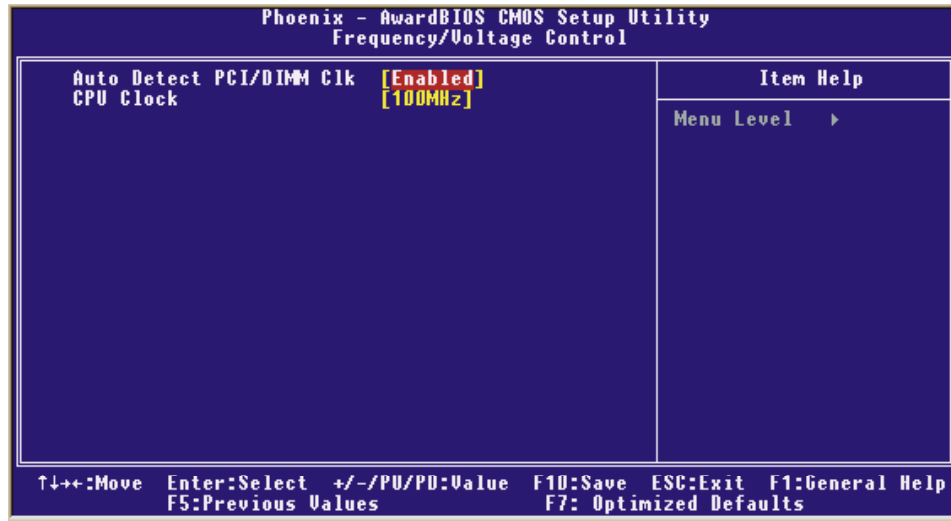 Phoenix - AwardBIOS CMOS Setup Utility
Frequency/Voltage Control
Auto Detect PCI/DIMM Clk [Enabled]
CPU Clock [100MHz]
Item Help
Menu Level ▸
↑↓→←:Move Enter:Select +/-/PU/PD:Value F10:Save ESC:Exit F1:General Help
F5:Previous Values F7: Optimized Defaults